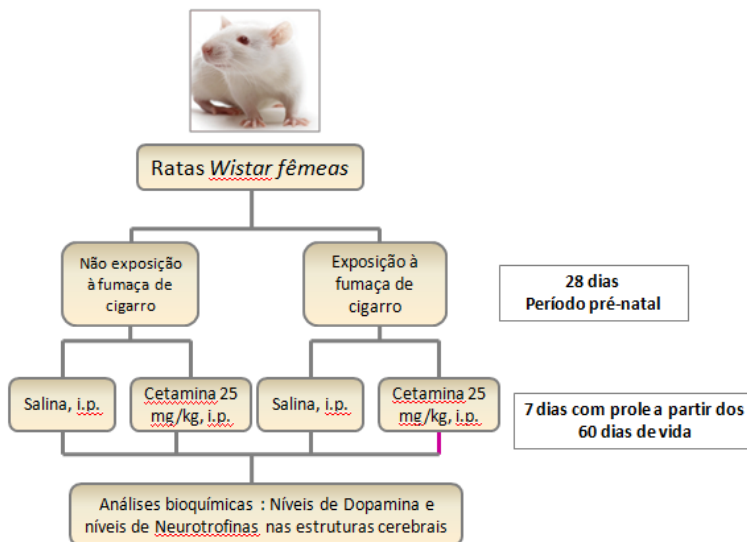 Ratas Wistar fêmeas
Não exposição
à fumaça de
cigarro
Exposição à
fumaça de
cigarro
28 dias
Período pré-natal
Salina, i.p.
Cetamina 25
mg/kg, i.p.
Salina, i.p.
Cetamina 25
mg/kg, i.p.
7 dias com prole a partir dos
60 dias de vida
Análises bioquímicas : Níveis de Dopamina e
níveis de Neurotrofinas nas estruturas cerebrais